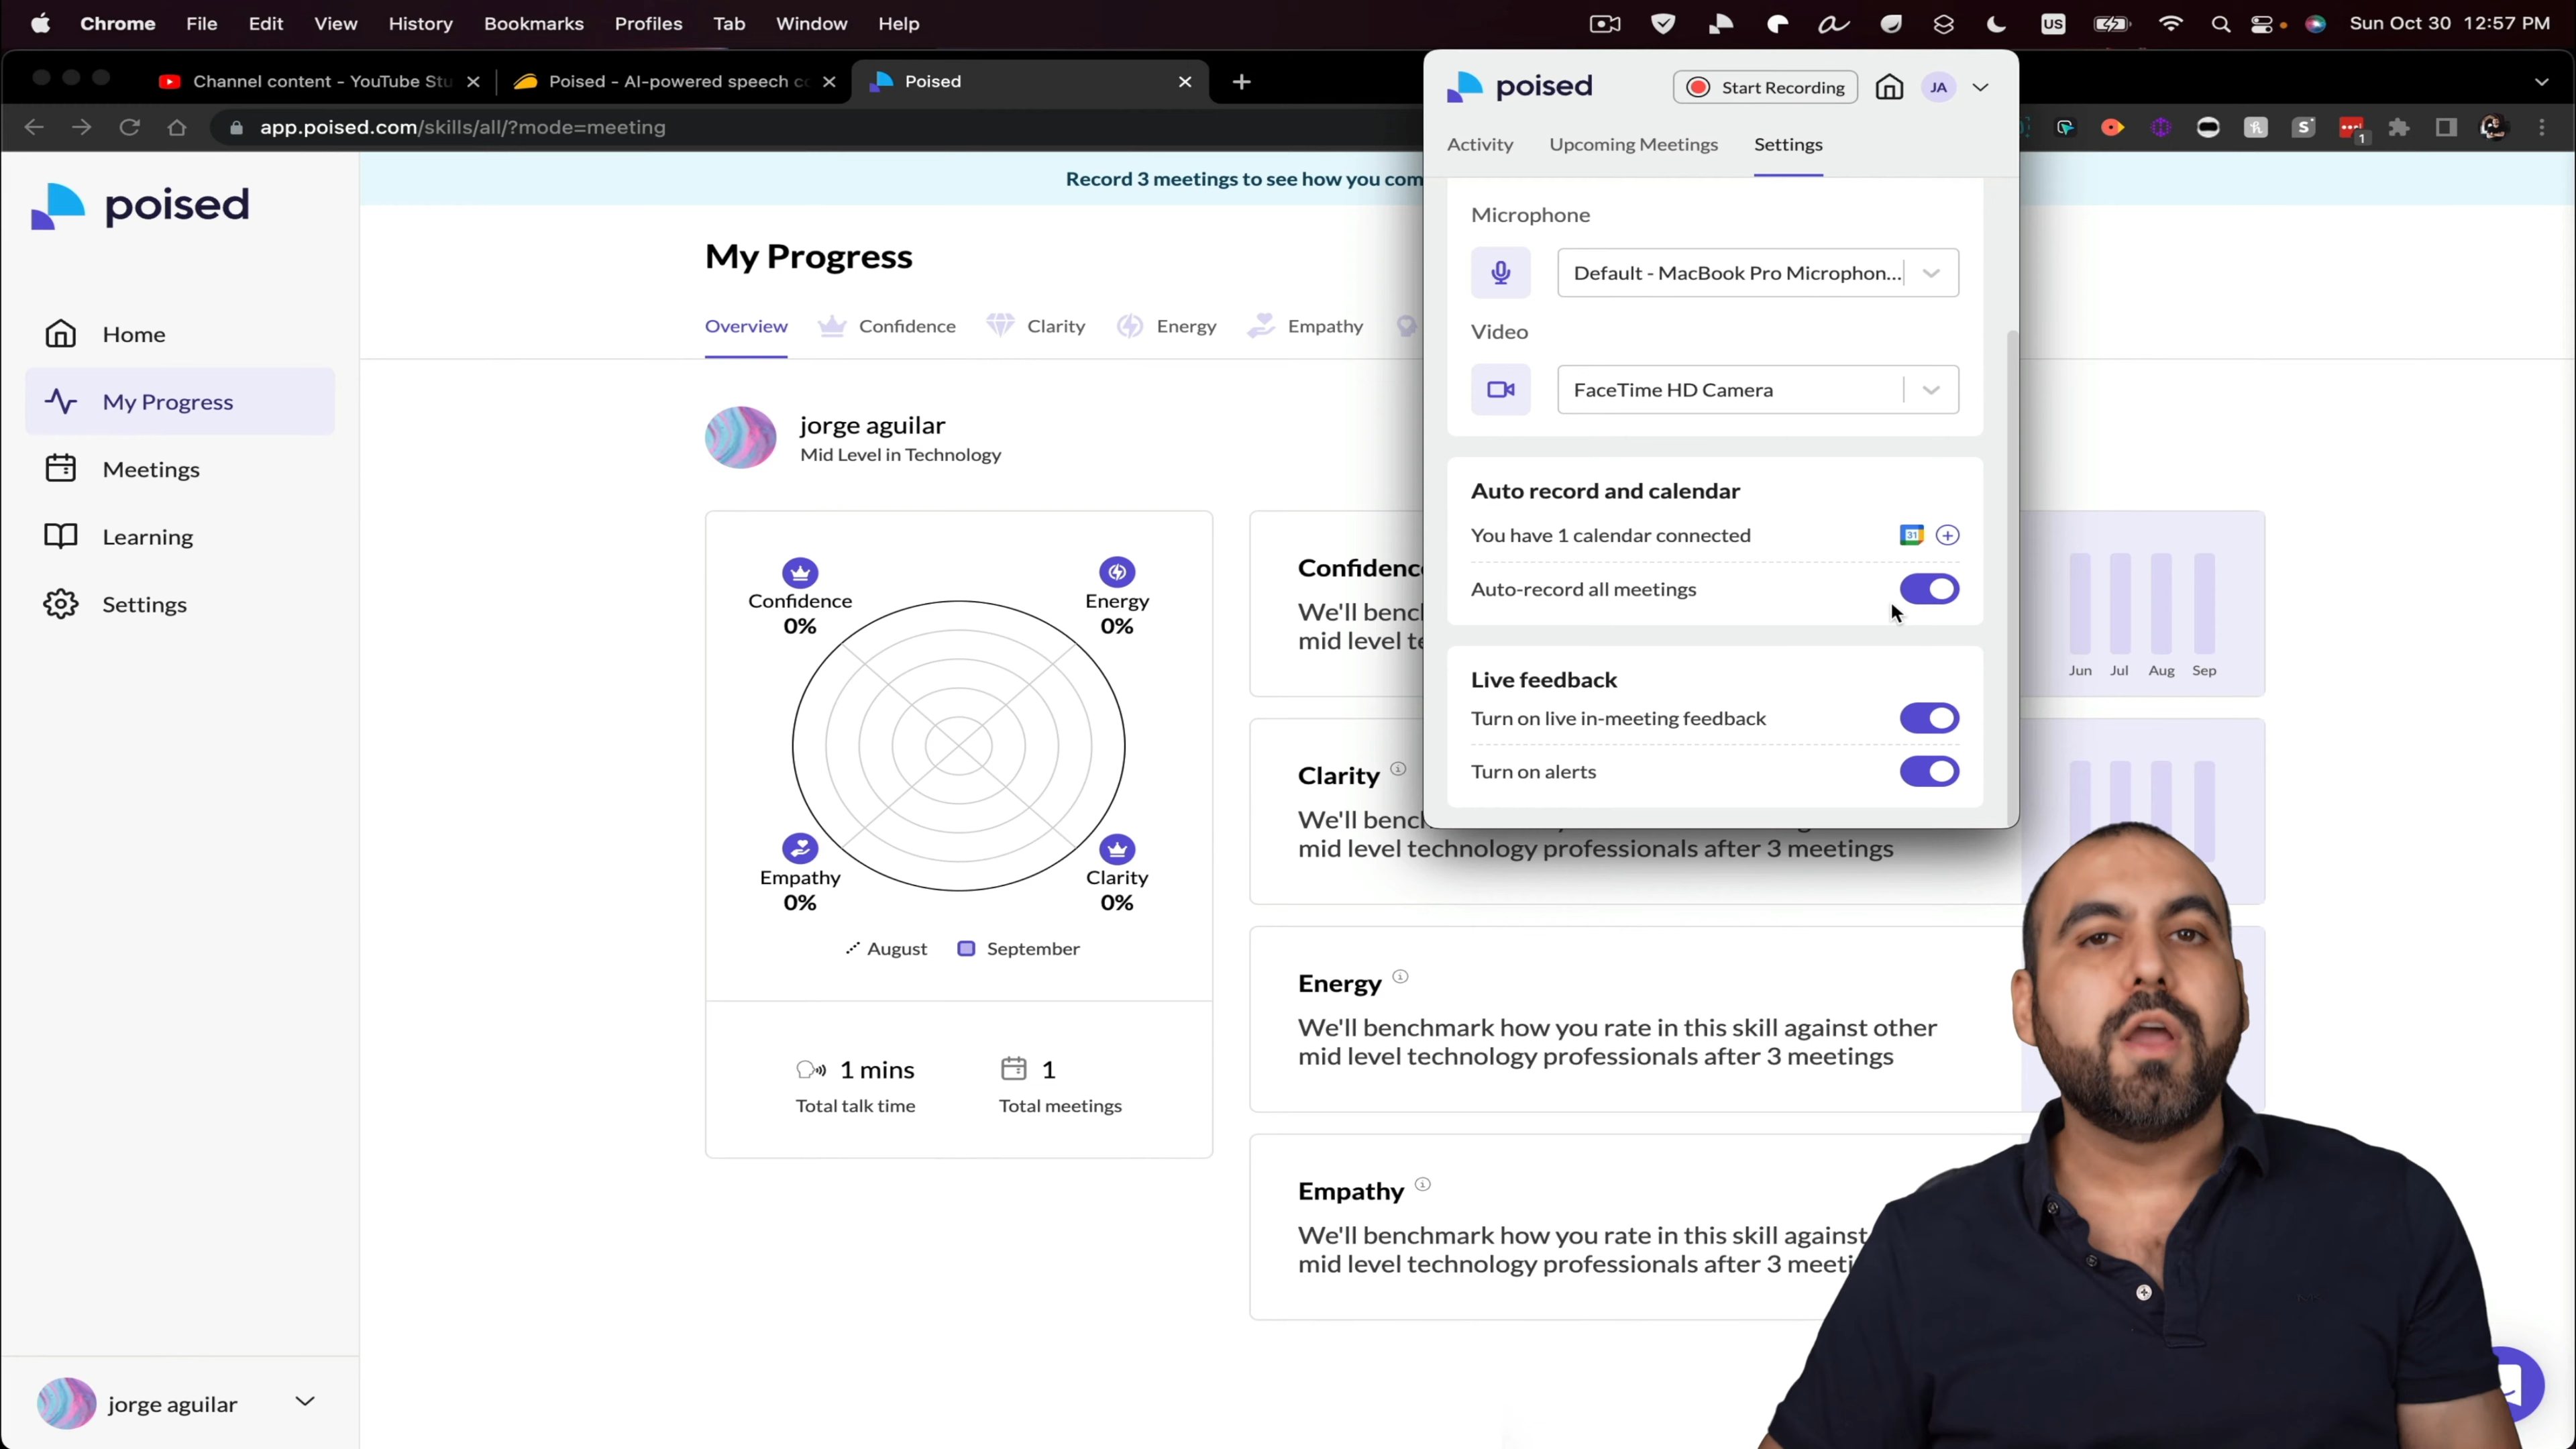 Chrome File Edit View History Bookmarks Profiles Tab Window Help
US
Sun Oct 30 12:57 PM
Channel content - YouTube Stu
Poised - AI-powered speech co
Poised
app.poised.com/skills/all/?mode=meeting
1
poised
Home
My Progress
Meetings
Learning
Settings
jorge aguilar
Record 3 meetings to see how you com
My Progress
Overview Confidence Clarity Energy Empathy
jorge aguilar
Mid Level in Technology
Confidence
0%
Energy
0%
Empathy
0%
Clarity
0%
August September
1 mins
Total talk time
1
Total meetings
Confidenc
We'll benc
mid level t
Jun Jul Aug Sep
Clarity
We'll benc
mid level technology professionals after 3 meetings
Energy
We'll benchmark how you rate in this skill against other
mid level technology professionals after 3 meetings
Empathy
We'll benchmark how you rate in this skill against
mid level technology professionals after 3 meeti
poised
Start Recording
JA
Activity Upcoming Meetings Settings
Microphone
Default - MacBook Pro Microphon...
Video
FaceTime HD Camera
Auto record and calendar
You have 1 calendar connected
31
Auto-record all meetings
Live feedback
Turn on live in-meeting feedback
Turn on alerts